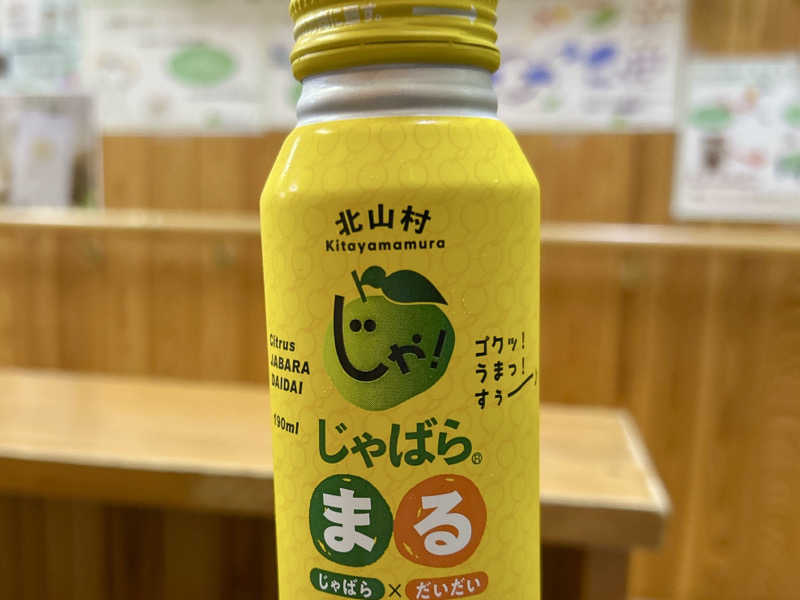 北山村
Kitayamamura
じゃ!
Citrus
JABARA
DAIDAI
190ml
ゴクッ!
うまっ!
すぅー♪
じゃばら®
まる
じゃばら×だいだい